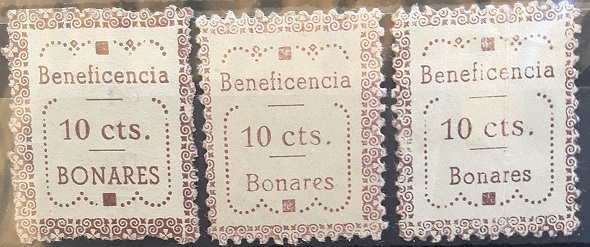 Beneficencia
10 cts.
BONARES
Beneficencia
10 cts.
Bonares
Beneficencia
10 cts.
Bonares